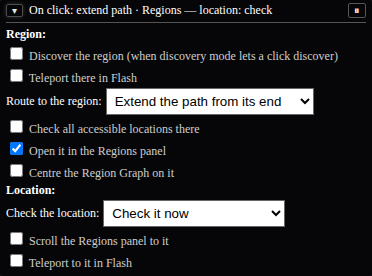 ▾ On click: extend path · Regions — location: check
Region:
Discover the region (when discovery mode lets a click discover)
Teleport there in Flash
Route to the region: Extend the path from its end
Check all accessible locations there
Open it in the Regions panel
Centre the Region Graph on it
Location:
Check the location: Check it now
Scroll the Regions panel to it
Teleport to it in Flash